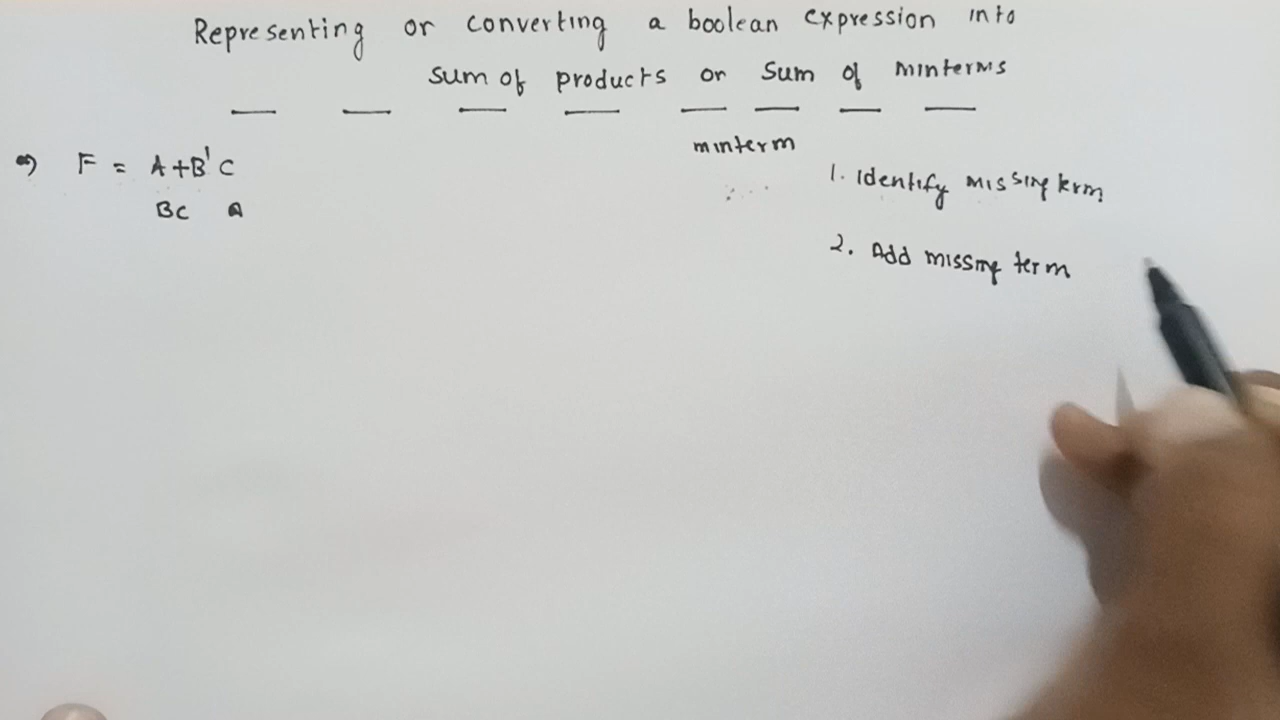 Representing or converting a boolean expression into
sum of products or sum of minterms
minterm
⇒ F = A+B'C
BC A
1. Identify missing term
2. Add missing term